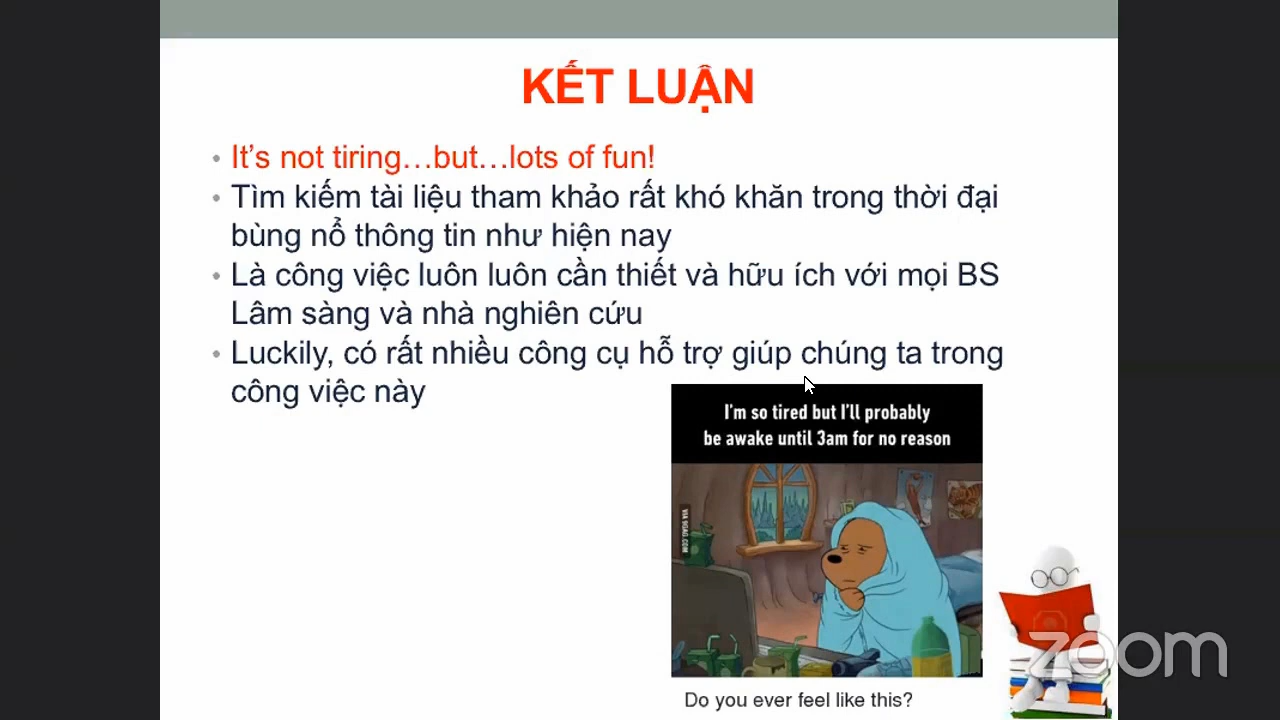 KẾT LUẬN
It's not tiring…but…lots of fun!
Tìm kiếm tài liệu tham khảo rất khó khăn trong thời đại
bùng nổ thông tin như hiện nay
Là công việc luôn luôn cần thiết và hữu ích với mọi BS
Lâm sàng và nhà nghiên cứu
Luckily, có rất nhiều công cụ hỗ trợ giúp chúng ta trong
công việc này
I'm so tired but I'll probably
be awake until 3am for no reason
VIA 9GAG.COM
Do you ever feel like this?
zoom